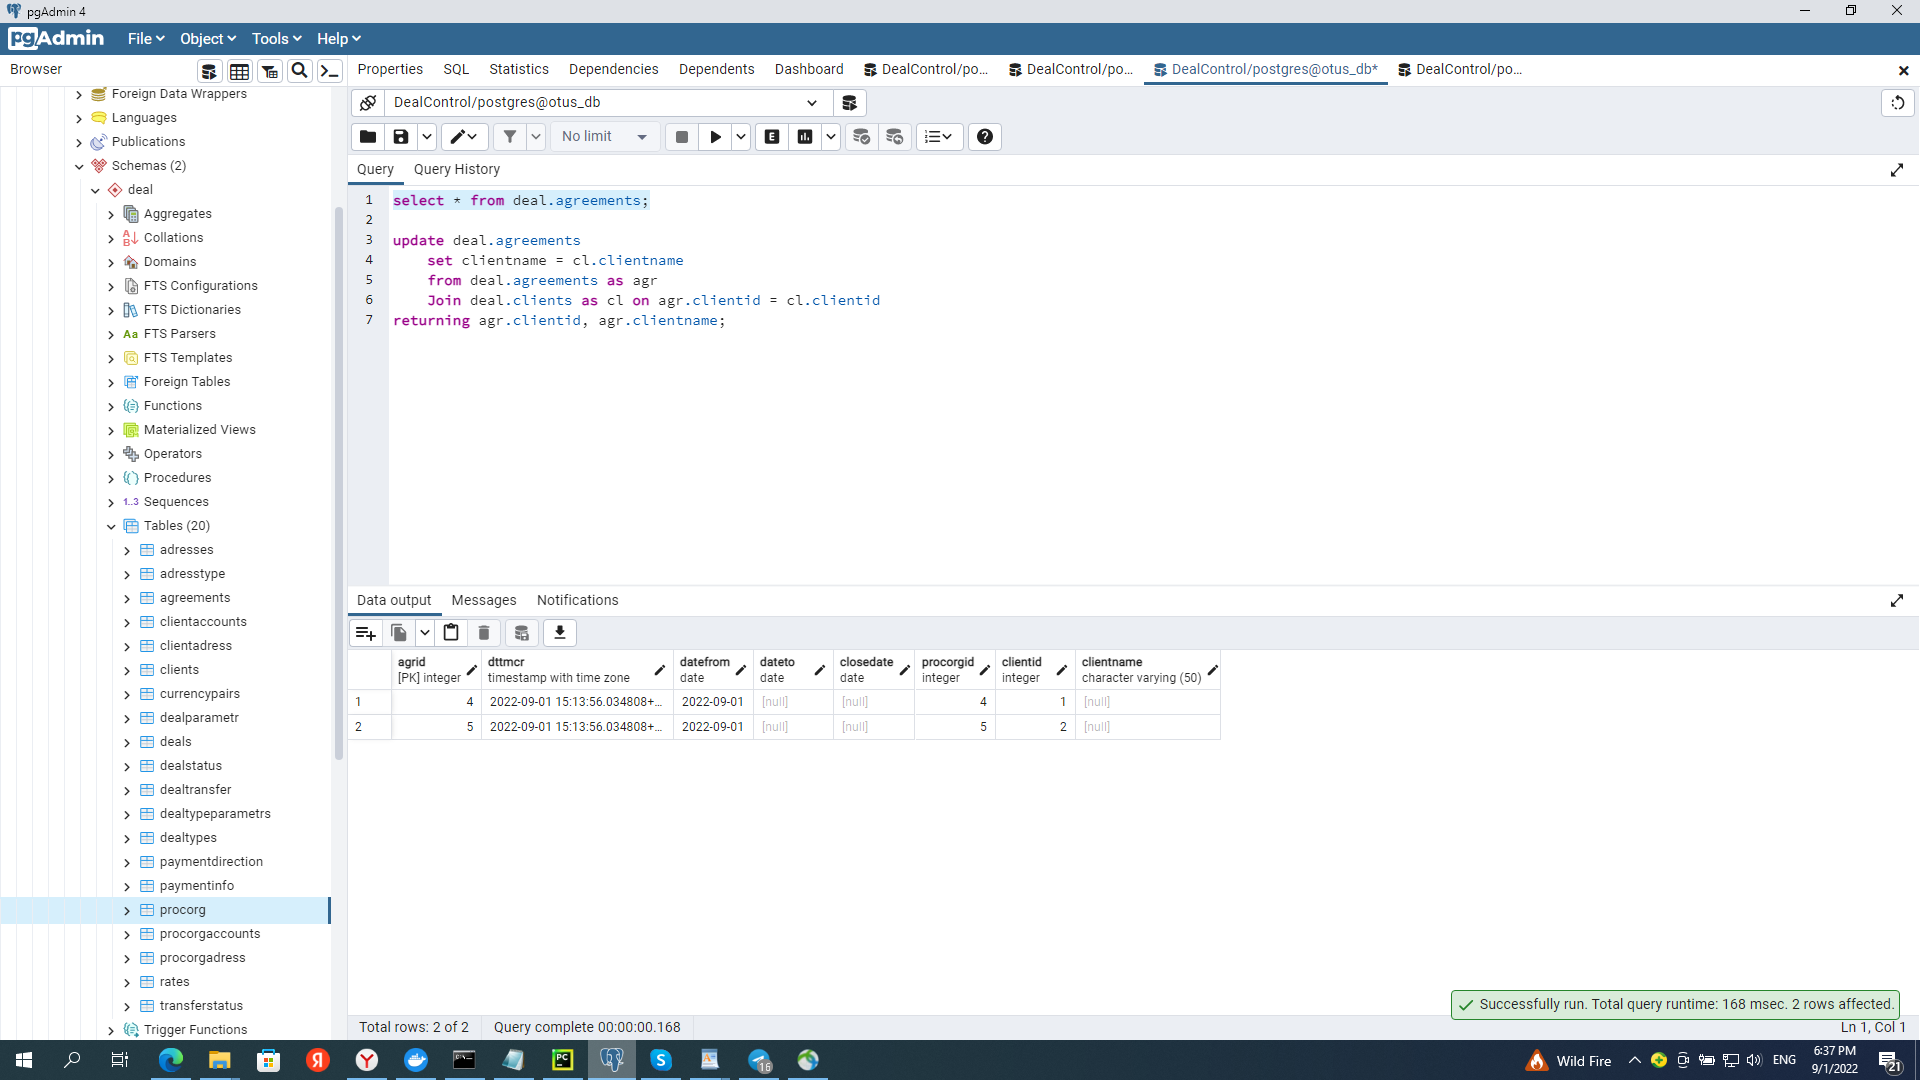 pgAdmin 4
pgAdmin File Object Tools Help
Browser
Properties SQL Statistics Dependencies Dependents Dashboard DealControl/po... DealControl/po... DealControl/postgres@otus_db* DealControl/po...
DealControl/postgres@otus_db
No limit
E
Query Query History
1 select * from deal.agreements;
2
3 update deal.agreements
4 set clientname = cl.clientname
5 from deal.agreements as agr
6 Join deal.clients as cl on agr.clientid = cl.clientid
7 returning agr.clientid, agr.clientname;
Foreign Data Wrappers
Languages
Publications
Schemas (2)
deal
Aggregates
Collations
Domains
FTS Configurations
FTS Dictionaries
Aa FTS Parsers
FTS Templates
Foreign Tables
Functions
Materialized Views
Operators
Procedures
1..3 Sequences
Tables (20)
adresses
adresstype
agreements
clientaccounts
clientadress
clients
currencypairs
dealparametr
deals
dealstatus
dealtransfer
dealtypeparametrs
dealtypes
paymentdirection
paymentinfo
procorg
procorgaccounts
procorgadress
rates
transferstatus
Trigger Functions
Data output Messages Notifications
agrid dttmcr datefrom dateto closedate procorgid clientid clientname
[PK] integer timestamp with time zone date date date integer integer character varying (50)
1 4 2022-09-01 15:13:56.034808+... 2022-09-01 [null] [null] 4 1 [null]
2 5 2022-09-01 15:13:56.034808+... 2022-09-01 [null] [null] 5 2 [null]
Successfully run. Total query runtime: 168 msec. 2 rows affected.
Total rows: 2 of 2 Query complete 00:00:00.168 Ln 1, Col 1
Wild Fire ENG 6:37 PM
9/1/2022
16
21